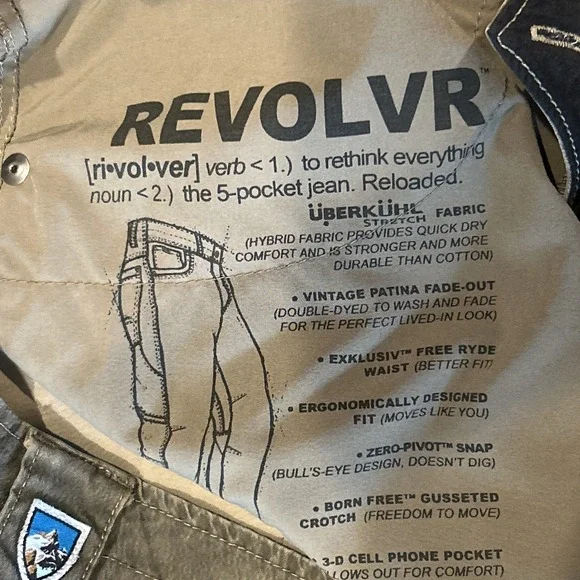 REVOLVR™
[ri•vol•ver] verb < 1.) to rethink everything
noun < 2.) the 5-pocket jean. Reloaded.
ÜBERKÜHL FABRIC
STRETCH
(HYBRID FABRIC PROVIDES QUICK DRY
COMFORT AND IS STRONGER AND MORE
DURABLE THAN COTTON)
• VINTAGE PATINA FADE-OUT
(DOUBLE-DYED TO WASH AND FADE
FOR THE PERFECT LIVED-IN LOOK)
• EXKLUSIV™ FREE RYDE
WAIST (BETTER FIT)
• ERGONOMICALLY DESIGNED
FIT (MOVES LIKE YOU)
• ZERO-PIVOT™ SNAP
(BULL'S-EYE DESIGN, DOESN'T DIG)
• BORN FREE™ GUSSETED
CROTCH (FREEDOM TO MOVE)
• 3-D CELL PHONE POCKET
OUT FOR COMFORT)